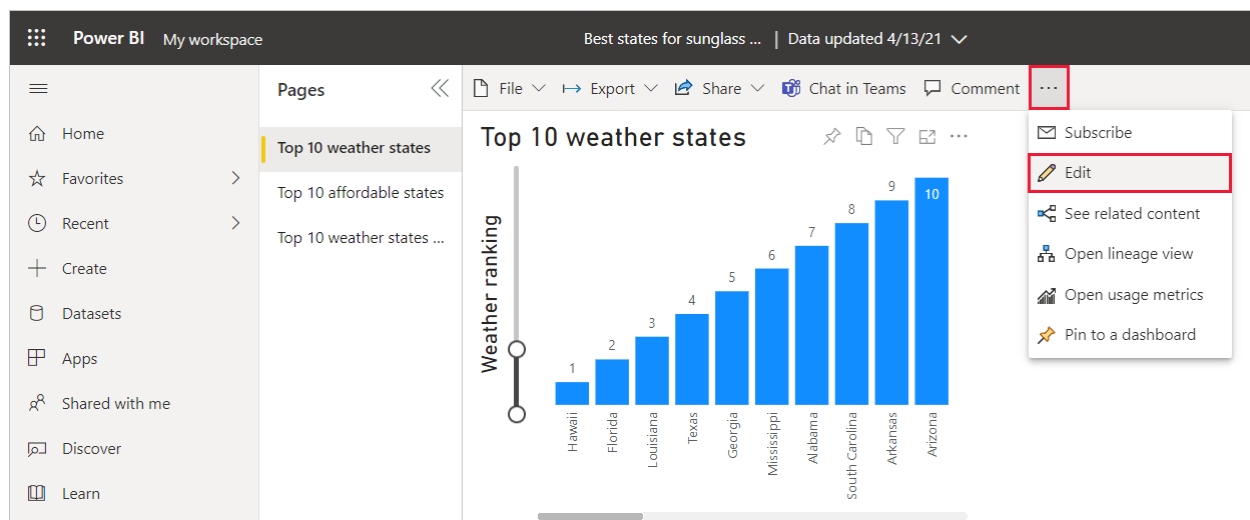 Power BI My workspace
Best states for sunglass ... | Data updated 4/13/21
Home
Favorites
Recent
Create
Datasets
Apps
Shared with me
Discover
Learn
Pages
Top 10 weather states
Top 10 affordable states
Top 10 weather states ...
File Export Share Chat in Teams Comment ...
Subscribe
Edit
See related content
Open lineage view
Open usage metrics
Pin to a dashboard
Top 10 weather states
Weather ranking
1 2 3 4 5 6 7 8 9 10
Hawaii
Florida
Louisiana
Texas
Georgia
Mississippi
Alabama
South Carolina
Arkansas
Arizona